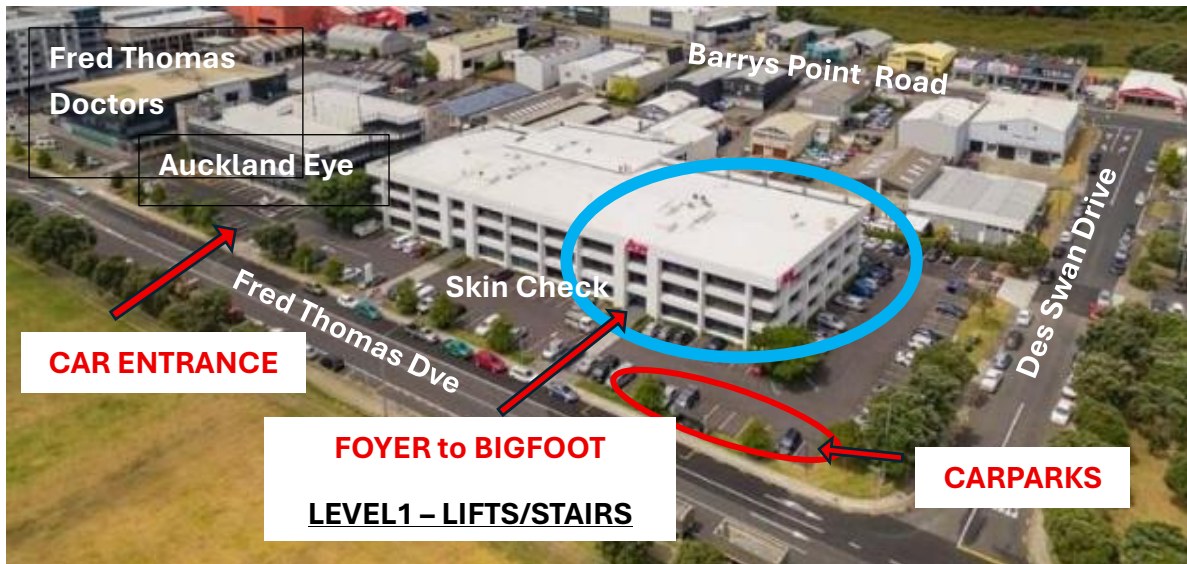 Fred Thomas
Doctors
Barrys Point Road
Auckland Eye
Des Swan Drive
Skin Check
Fred Thomas Dve
CAR ENTRANCE
FOYER to BIGFOOT
LEVEL1 – LIFTS/STAIRS
CARPARKS